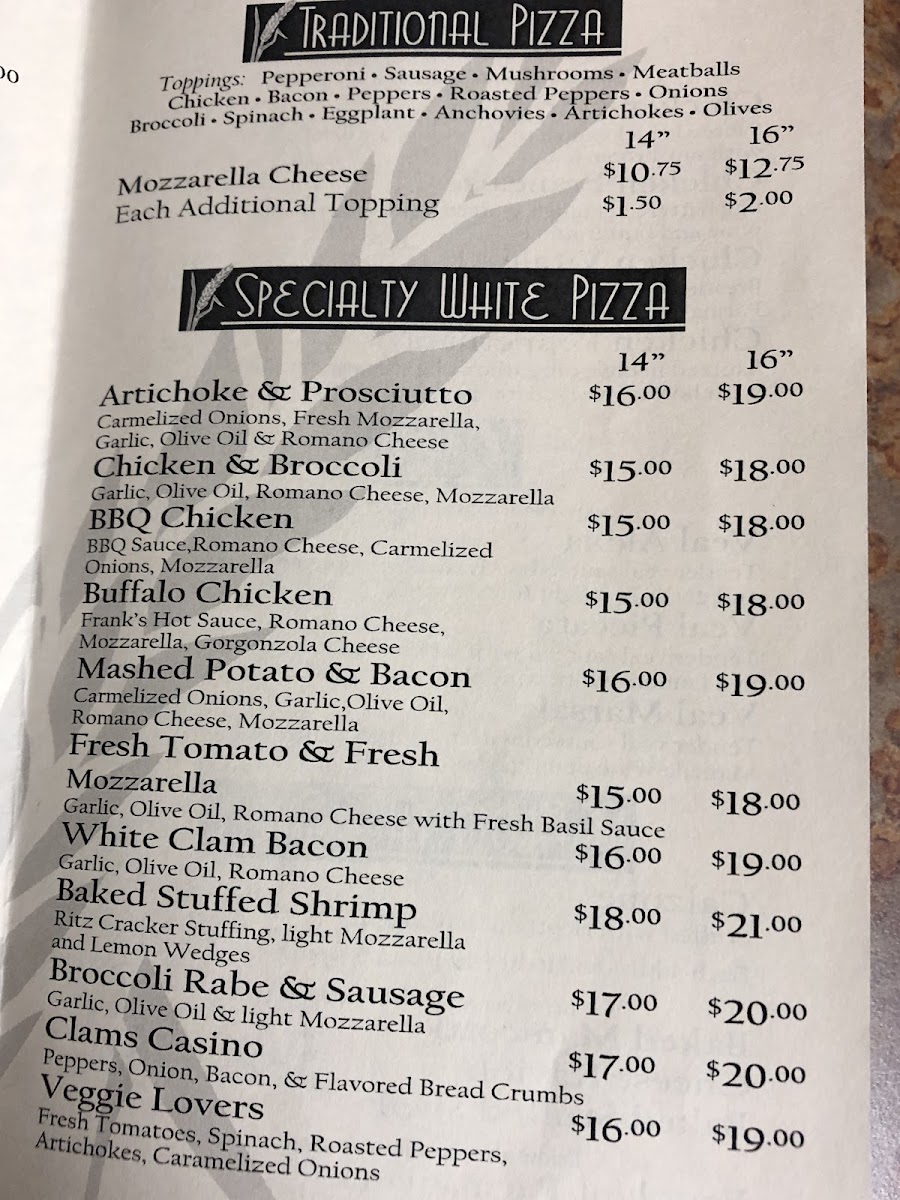 TRADITIONAL PIZZA
Toppings: Pepperoni • Sausage • Mushrooms • Meatballs
Chicken • Bacon • Peppers • Roasted Peppers • Onions
Broccoli • Spinach • Eggplant • Anchovies • Artichokes • Olives
14” 16”
Mozzarella Cheese $10.75 $12.75
Each Additional Topping $1.50 $2.00
SPECIALTY WHITE PIZZA
14” 16”
Artichoke & Prosciutto $16.00 $19.00
Carmelized Onions, Fresh Mozzarella,
Garlic, Olive Oil & Romano Cheese
Chicken & Broccoli $15.00 $18.00
Garlic, Olive Oil, Romano Cheese, Mozzarella
BBQ Chicken $15.00 $18.00
BBQ Sauce,Romano Cheese, Carmelized
Onions, Mozzarella
Buffalo Chicken $15.00 $18.00
Frank's Hot Sauce, Romano Cheese,
Mozzarella, Gorgonzola Cheese
Mashed Potato & Bacon $16.00 $19.00
Carmelized Onions, Garlic,Olive Oil,
Romano Cheese, Mozzarella
Fresh Tomato & Fresh
Mozzarella $15.00 $18.00
Garlic, Olive Oil, Romano Cheese with Fresh Basil Sauce
White Clam Bacon $16.00 $19.00
Garlic, Olive Oil, Romano Cheese
Baked Stuffed Shrimp $18.00 $21.00
Ritz Cracker Stuffing, light Mozzarella
and Lemon Wedges
Broccoli Rabe & Sausage $17.00 $20.00
Garlic, Olive Oil & light Mozzarella
Clams Casino $17.00 $20.00
Peppers, Onion, Bacon, & Flavored Bread Crumbs
Veggie Lovers $16.00 $19.00
Fresh Tomatoes, Spinach, Roasted Peppers,
Artichokes, Caramelized Onions